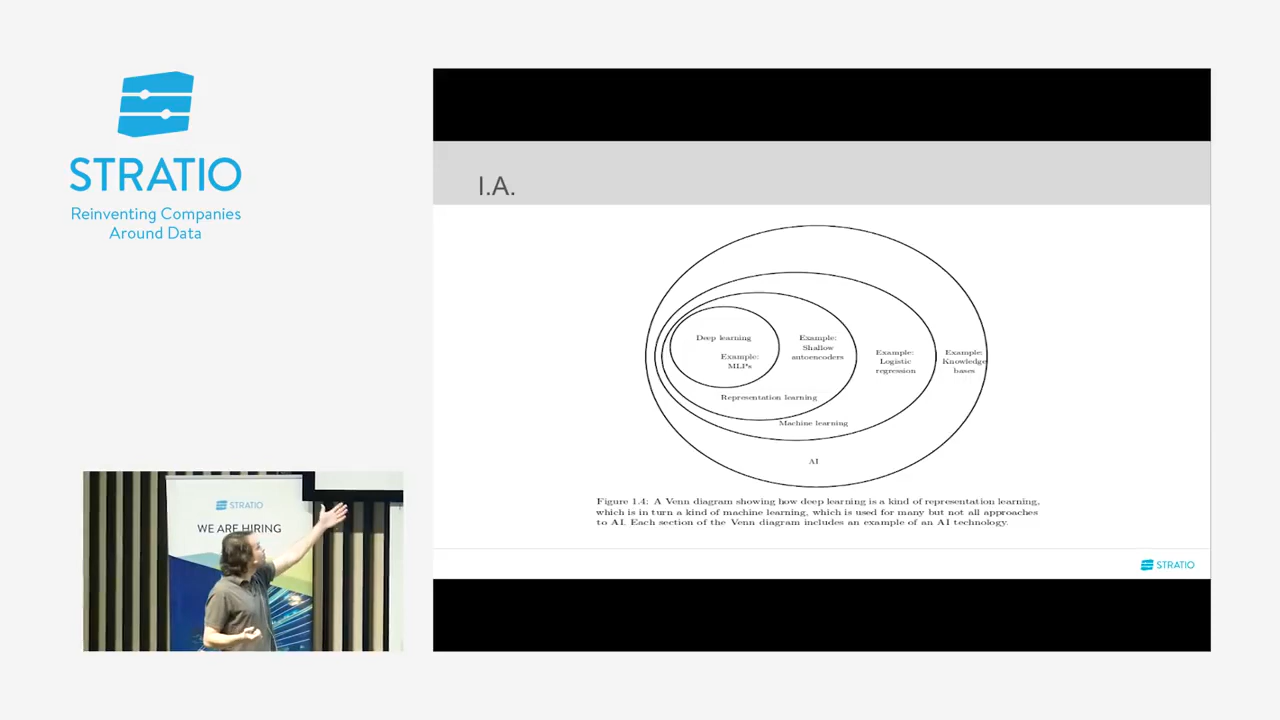 STRATIO
Reinventing Companies
Around Data
I.A.
Deep learning
Example:
MLPs
Example:
Shallow
autoencoders
Example:
Logistic
regression
Example:
Knowledge
bases
Representation learning
Machine learning
AI
Figure 1.4: A Venn diagram showing how deep learning is a kind of representation learning,
which is in turn a kind of machine learning, which is used for many but not all approaches
to AI. Each section of the Venn diagram includes an example of an AI technology.
STRATIO
STRATIO
WE ARE HIRING